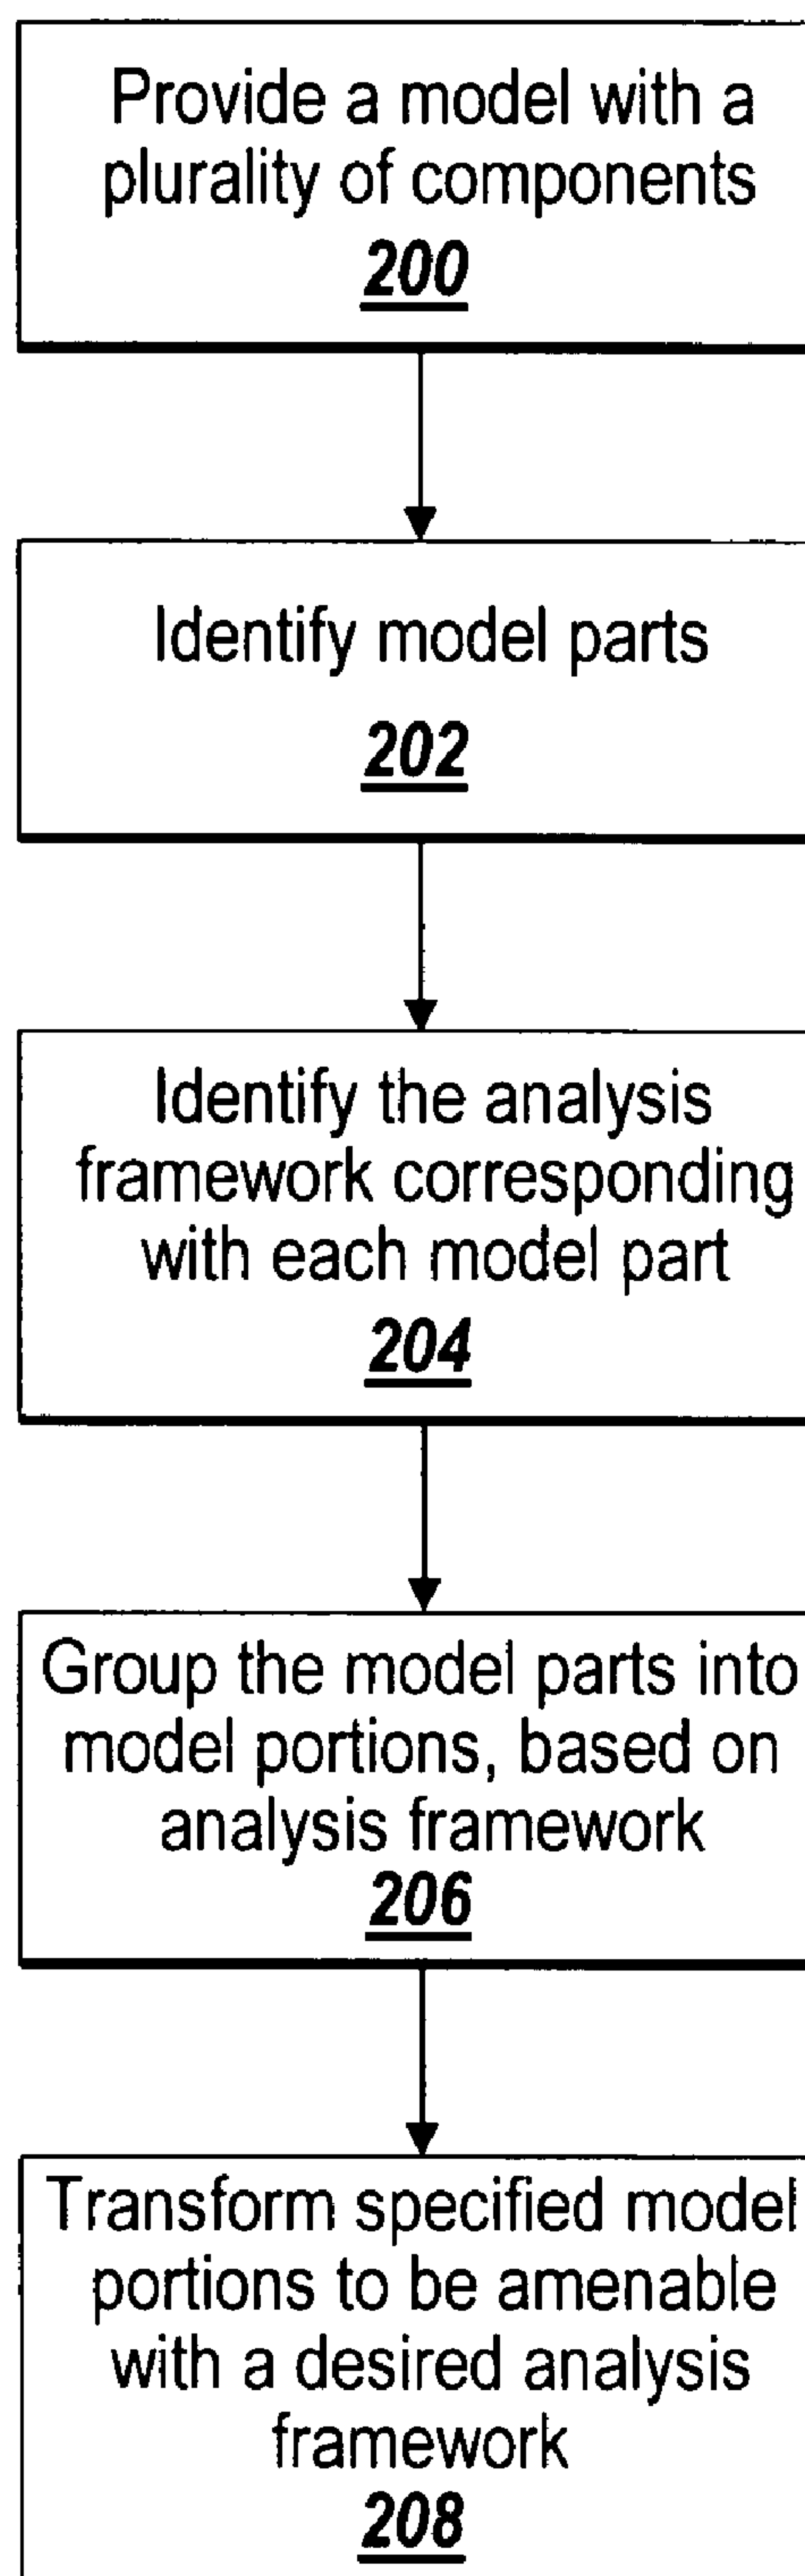 Provide a model with a
plurality of components
200
Identify model parts
202
Identify the analysis
framework corresponding
with each model part
204
Group the model parts into
model portions, based on
analysis framework
206
Transform specified model
portions to be amenable
with a desired analysis
framework
208